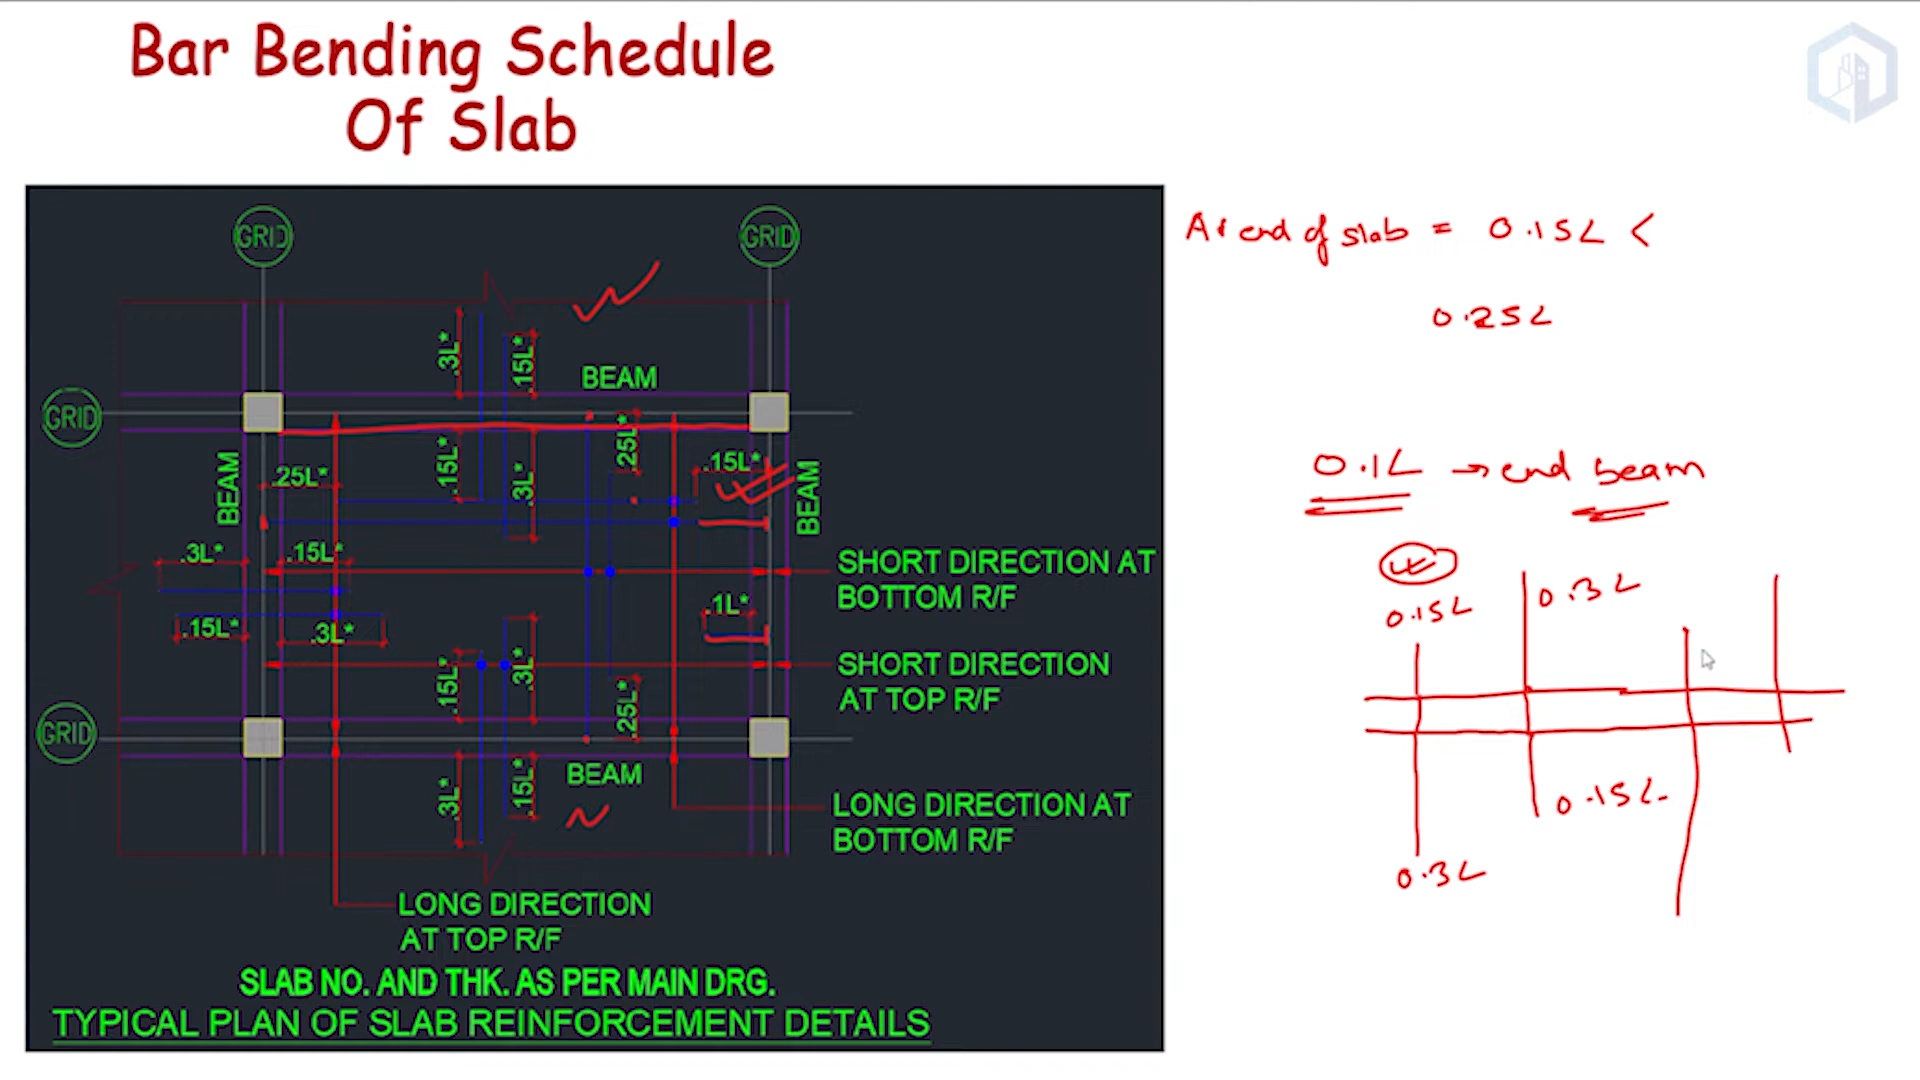 Bar Bending Schedule
Of Slab
GRID
GRID
.3L*
.15L*
BEAM
GRID
BEAM
.25L*
.15L*
.3L*
.25L*
.15L*
BEAM
.3L*
.15L*
SHORT DIRECTION AT
BOTTOM R/F
.15L*
.3L*
.1L*
.15L*
.3L*
.25L*
SHORT DIRECTION
AT TOP R/F
GRID
.3L*
.15L*
BEAM
LONG DIRECTION AT
BOTTOM R/F
LONG DIRECTION
AT TOP R/F
SLAB NO. AND THK. AS PER MAIN DRG.
TYPICAL PLAN OF SLAB REINFORCEMENT DETAILS
At end of slab = 0.15L <
0.25L
0.1L → end beam
0.15L
0.3L
0.15L
0.3L